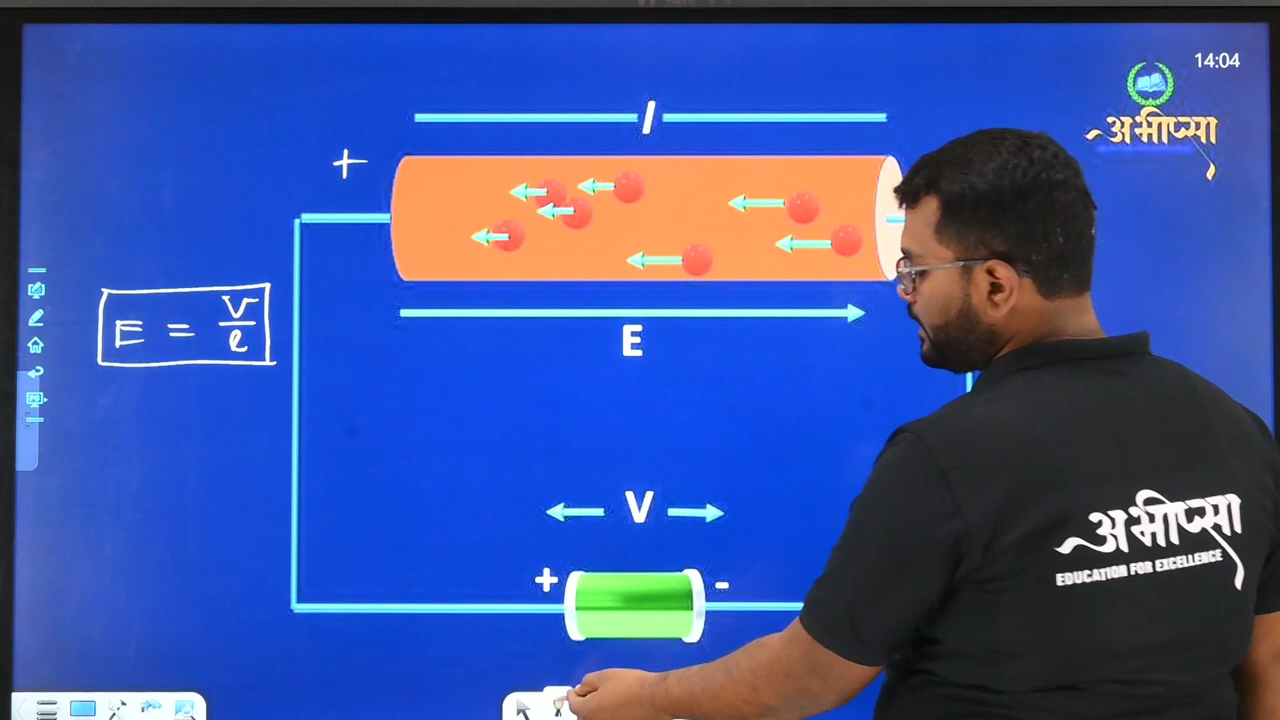 14:04
अभीप्सा
l
+
E = V/l
E
V
+ -
अभीप्सा
EDUCATION FOR EXCELLENCE